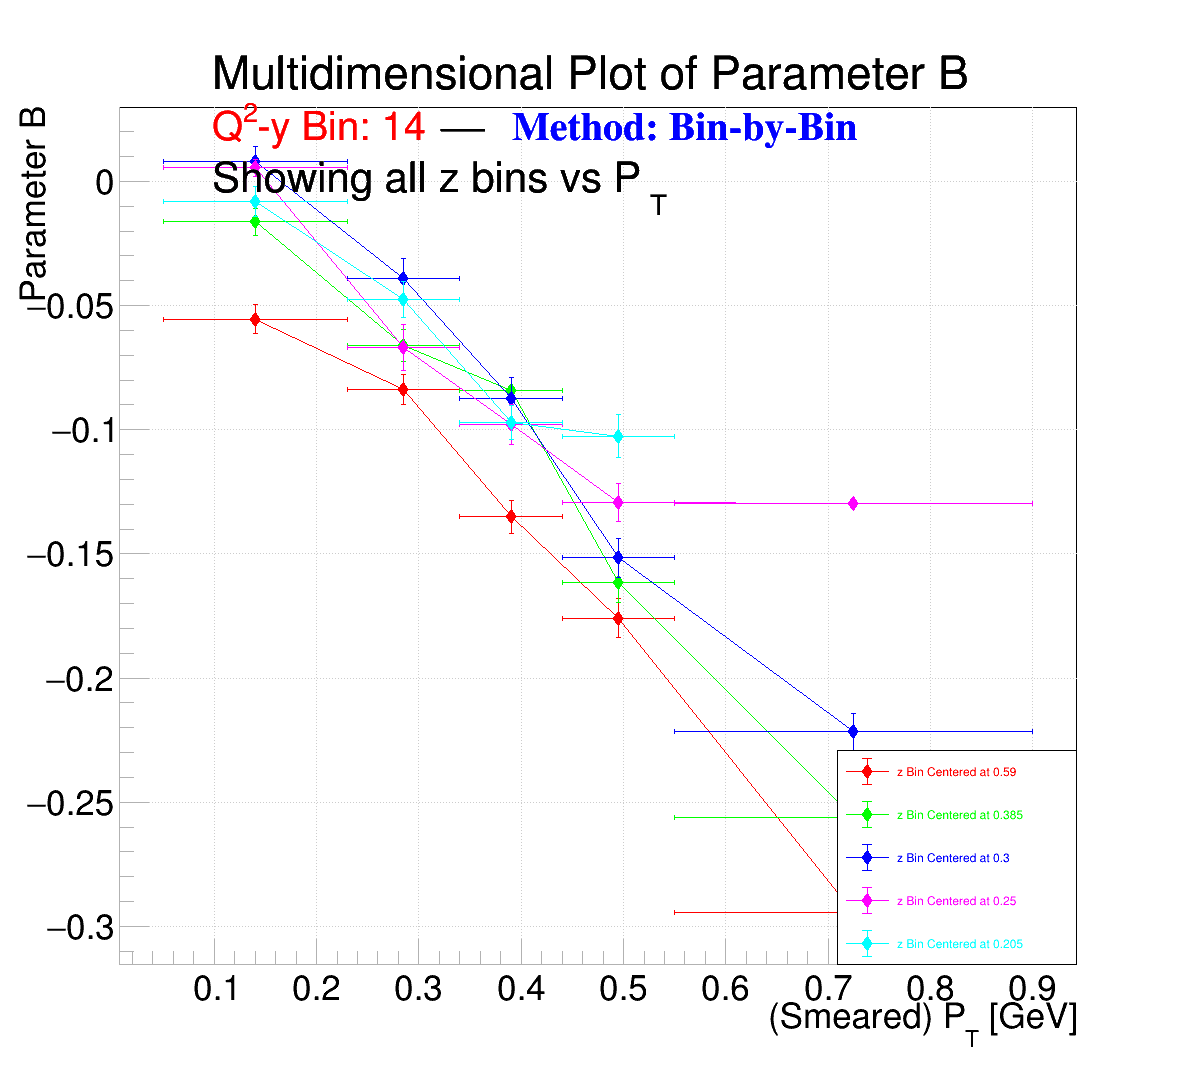 Multidimensional Plot of Parameter B
Q²-y Bin: 14 — Method: Bin-by-Bin
Showing all z bins vs P_T
Parameter B
0
−0.05
−0.1
−0.15
−0.2
−0.25
−0.3
z Bin Centered at 0.59
z Bin Centered at 0.385
z Bin Centered at 0.3
z Bin Centered at 0.25
z Bin Centered at 0.205
0.1 0.2 0.3 0.4 0.5 0.6 0.7 0.8 0.9
(Smeared) P_T [GeV]